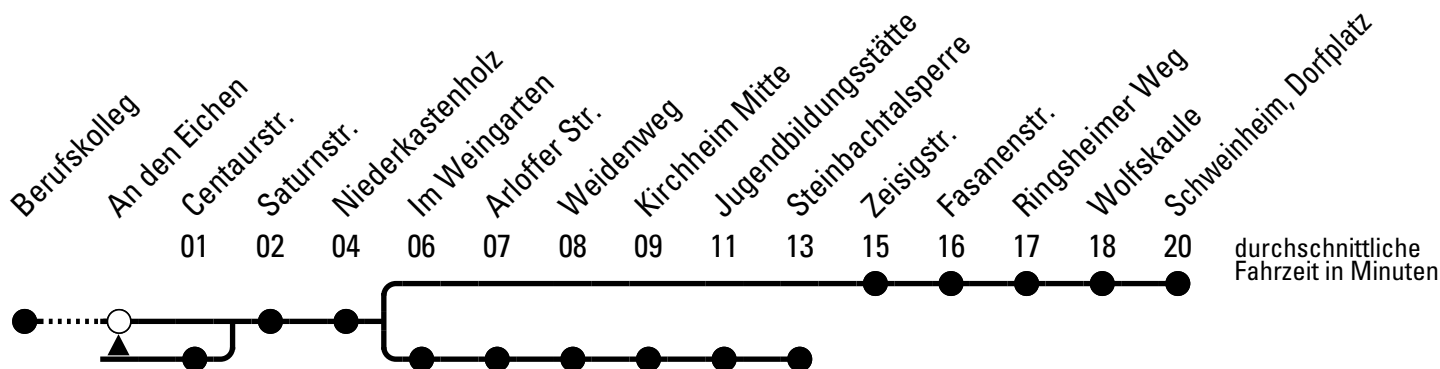 Berufskolleg
An den Eichen
Centaurstr.
Saturnstr.
Niederkastenholz
Im Weingarten
Arloffer Str.
Weidenweg
Kirchheim Mitte
Jugendbildungsstätte
Steinbachtalsperre
Zeisigstr.
Fasanenstr.
Ringsheimer Weg
Wolfskaule
Schweinheim, Dorfplatz
01 02 04 06 07 08 09 11 13 15 16 17 18 20
durchschnittliche
Fahrzeit in Minuten